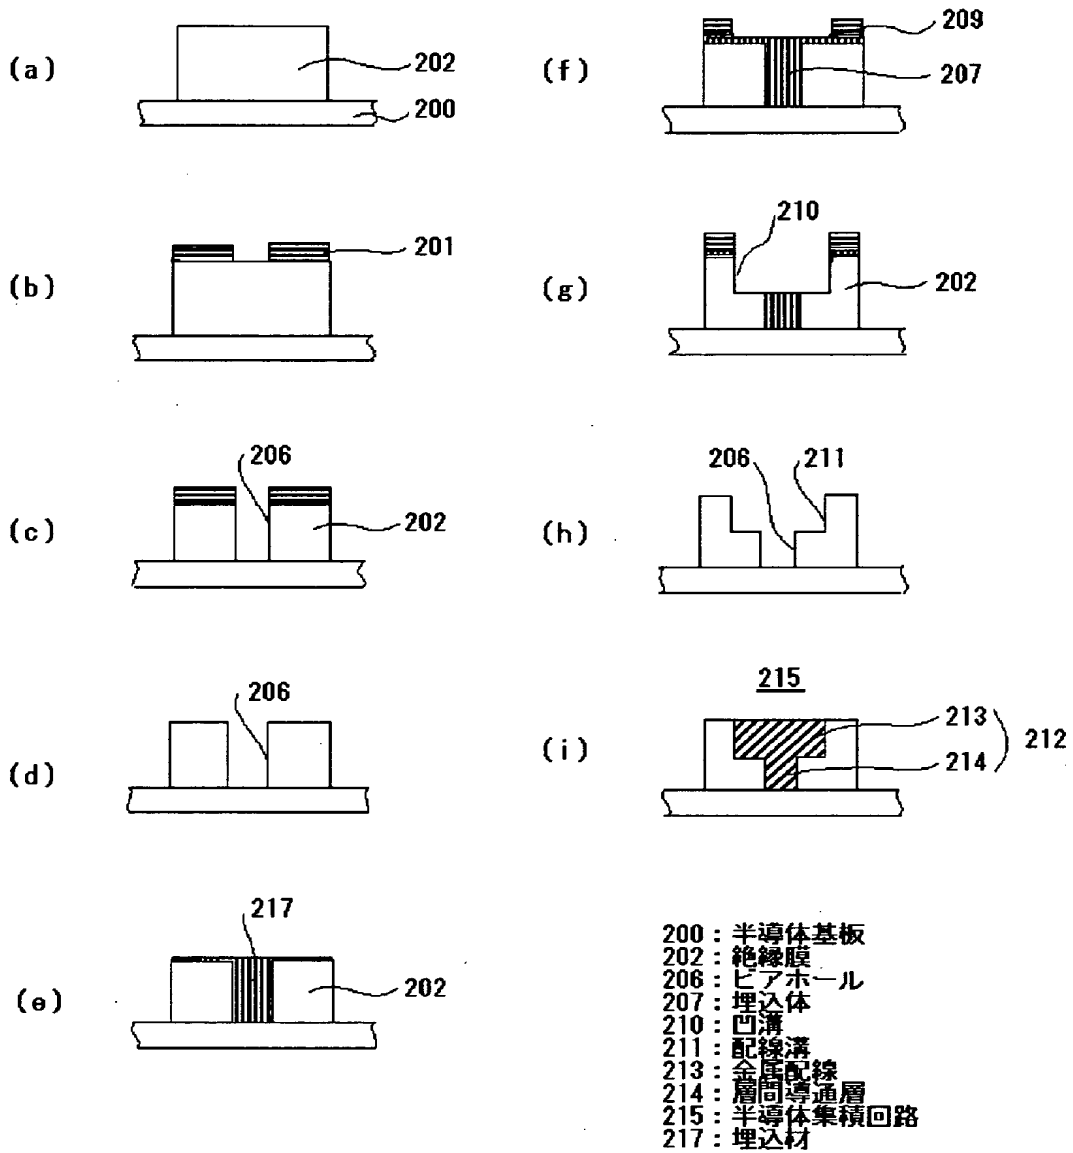 (a)
202
200
(b)
201
(c)
206
202
(d)
206
(e)
217
202
(f)
209
207
(g)
210
202
(h)
206
211
(i)
215
213
214
212
200：半導体基板
202：絶縁膜
206：ビアホール
207：埋込体
210：凹溝
211：配線溝
213：金属配線
214：層間導通層
215：半導体集積回路
217：埋込材